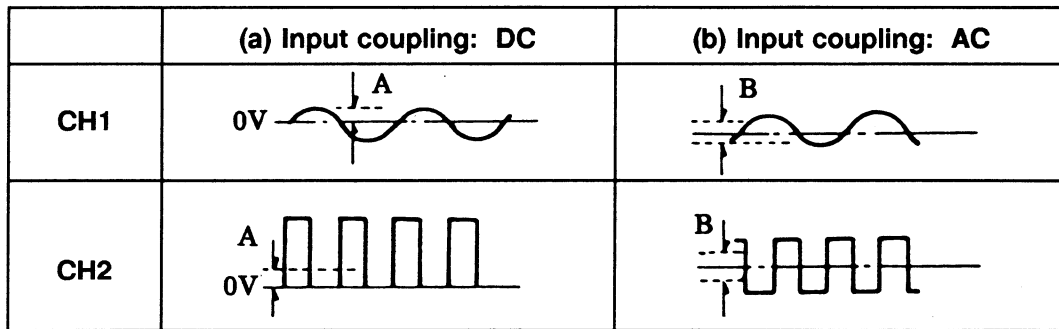 (a) Input coupling: DC
(b) Input coupling: AC
CH1
A
0V
B
CH2
A
0V
B